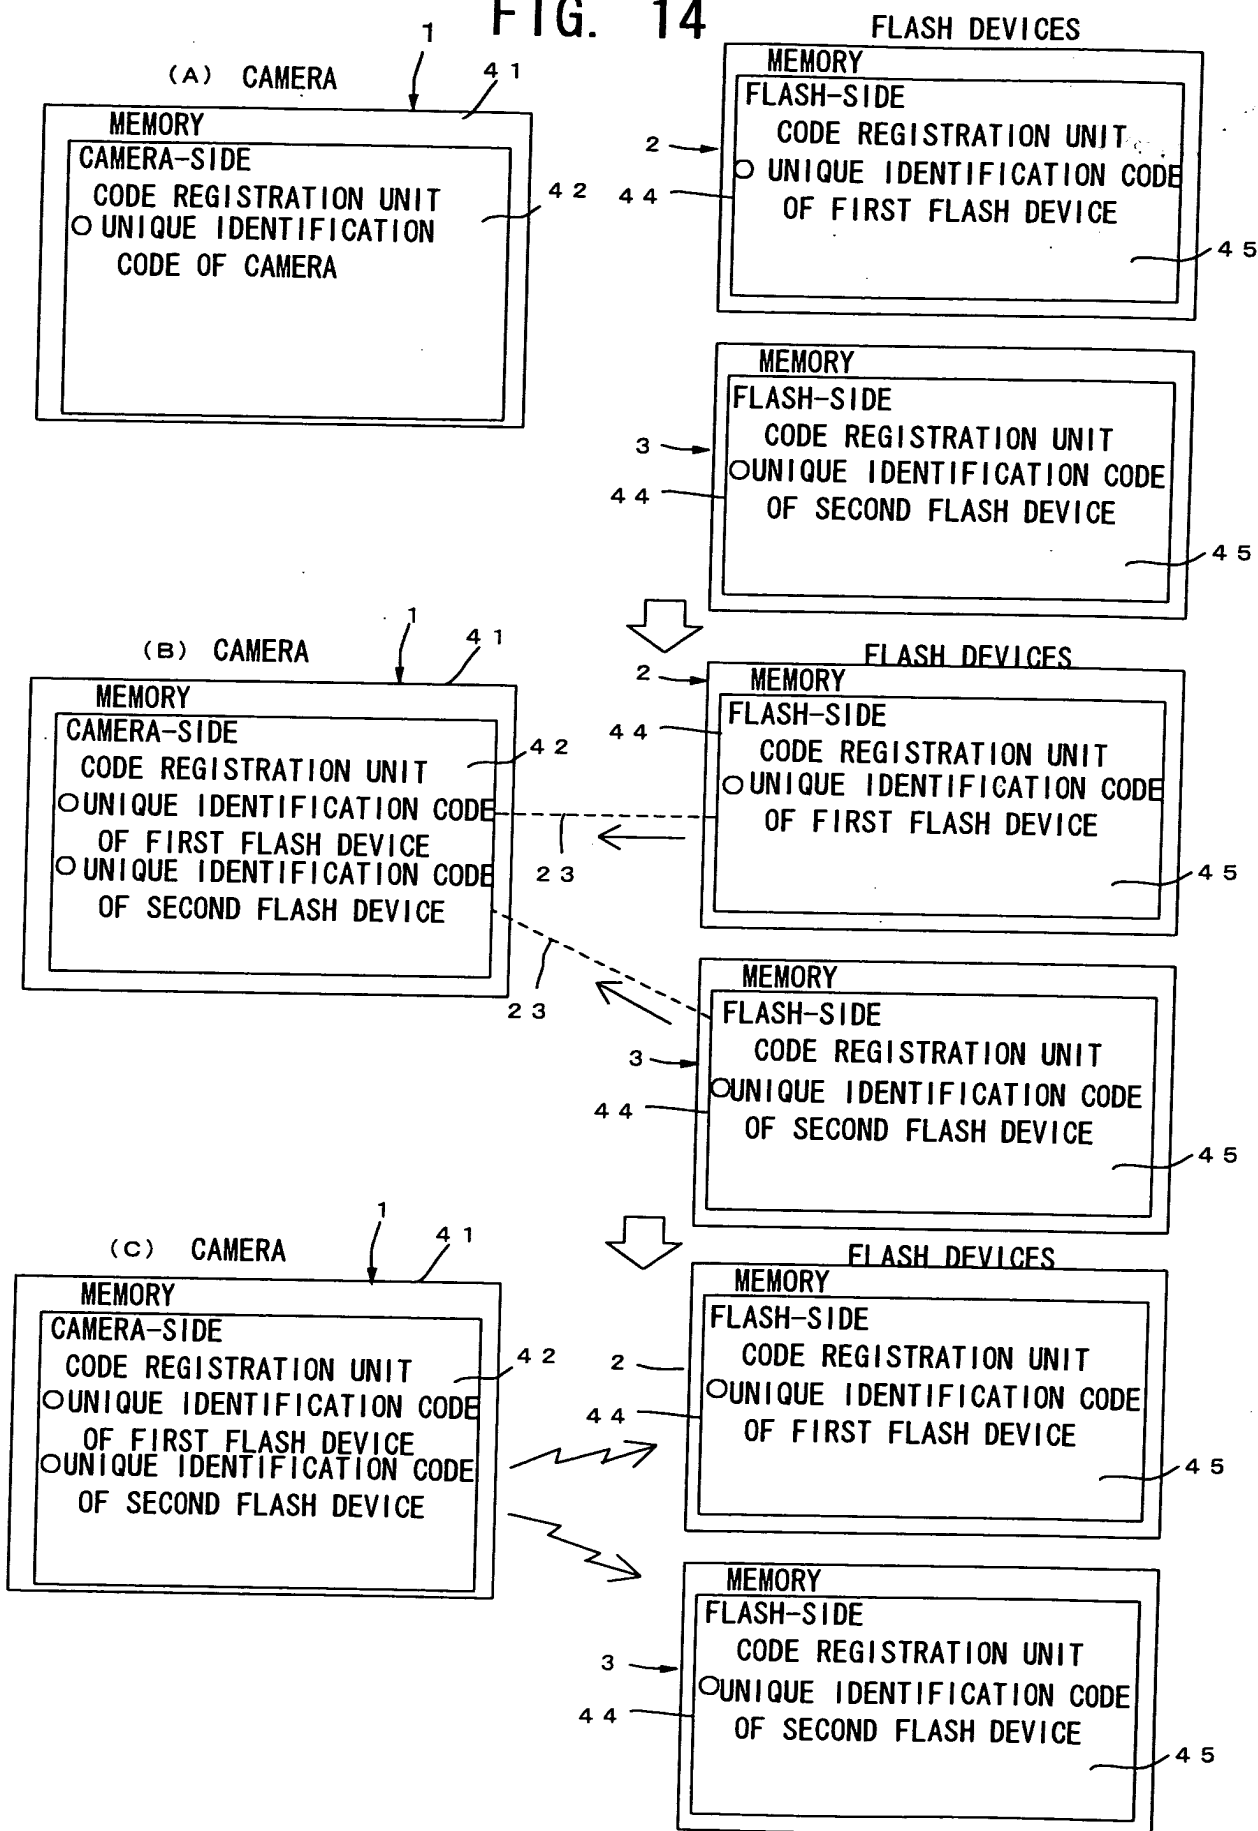 FIG. 14
(A) CAMERA
1
41
MEMORY
CAMERA-SIDE
CODE REGISTRATION UNIT
UNIQUE IDENTIFICATION
CODE OF CAMERA
42
FLASH DEVICES
MEMORY
FLASH-SIDE
CODE REGISTRATION UNIT
UNIQUE IDENTIFICATION CODE
OF FIRST FLASH DEVICE
2
44
45
MEMORY
FLASH-SIDE
CODE REGISTRATION UNIT
UNIQUE IDENTIFICATION CODE
OF SECOND FLASH DEVICE
3
44
45
(B) CAMERA
1
41
MEMORY
CAMERA-SIDE
CODE REGISTRATION UNIT
UNIQUE IDENTIFICATION CODE
OF FIRST FLASH DEVICE
UNIQUE IDENTIFICATION CODE
OF SECOND FLASH DEVICE
42
23
23
FLASH DEVICES
2
MEMORY
44
FLASH-SIDE
CODE REGISTRATION UNIT
UNIQUE IDENTIFICATION CODE
OF FIRST FLASH DEVICE
45
MEMORY
FLASH-SIDE
CODE REGISTRATION UNIT
UNIQUE IDENTIFICATION CODE
OF SECOND FLASH DEVICE
3
44
45
(C) CAMERA
1
41
MEMORY
CAMERA-SIDE
CODE REGISTRATION UNIT
UNIQUE IDENTIFICATION CODE
OF FIRST FLASH DEVICE
UNIQUE IDENTIFICATION CODE
OF SECOND FLASH DEVICE
42
FLASH DEVICES
MEMORY
FLASH-SIDE
CODE REGISTRATION UNIT
UNIQUE IDENTIFICATION CODE
OF FIRST FLASH DEVICE
2
44
45
MEMORY
FLASH-SIDE
CODE REGISTRATION UNIT
UNIQUE IDENTIFICATION CODE
OF SECOND FLASH DEVICE
3
44
45